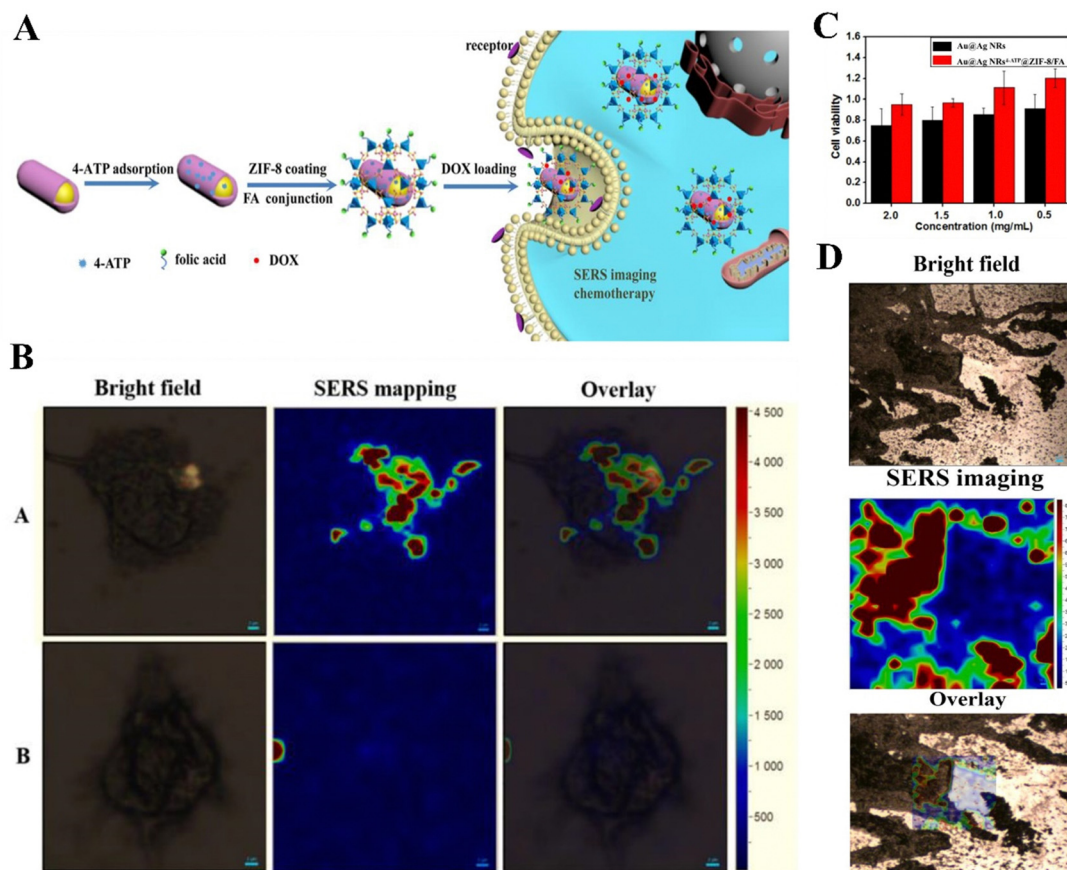 A
receptor
4-ATP adsorption
ZIF-8 coating
FA conjunction
DOX loading
SERS imaging
chemotherapy
4-ATP
folic acid
DOX
B
Bright field
SERS mapping
Overlay
A
B
4 500
4 000
3 500
3 000
2 500
2 000
1 500
1 000
500
C
Au@Ag NRs
Au@Ag NRs4-ATP@ZIF-8/FA
Cell viability
1.6
1.4
1.2
1.0
0.8
0.6
0.4
0.2
0.0
2.0
1.5
1.0
0.5
Concentration (mg/mL)
D
Bright field
SERS imaging
Overlay